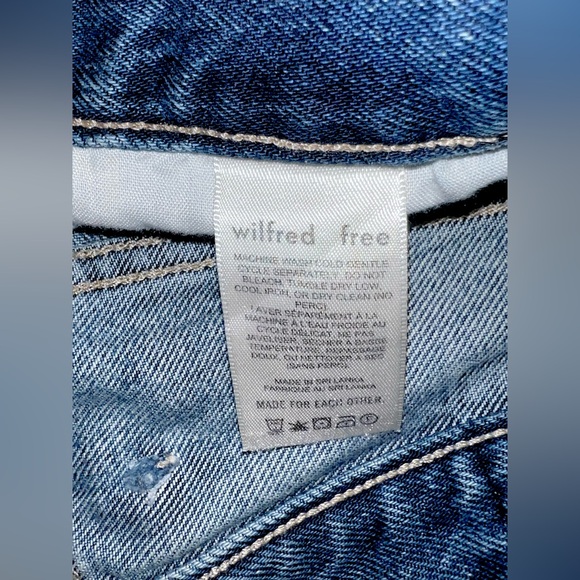 wilfred free
MACHINE WASH COLD GENTLE
CYCLE SEPARATELY. DO NOT
BLEACH, TUMBLE DRY LOW,
COOL IRON, OR DRY CLEAN (NO
PERC).
LAVER SÉPARÉMENT À LA
MACHINE À L'EAU FROIDE AU
CYCLE DÉLICAT. NE PAS
JAVELISER. SÉCHER À BASSE
TEMPÉRATURE. REPASSAGE
DOUX, OU NETTOYER À SEC
(SANS PERC).
MADE IN SRI LANKA
FABRIQUÉ AU SRI LANKA
MADE FOR EACH OTHER.